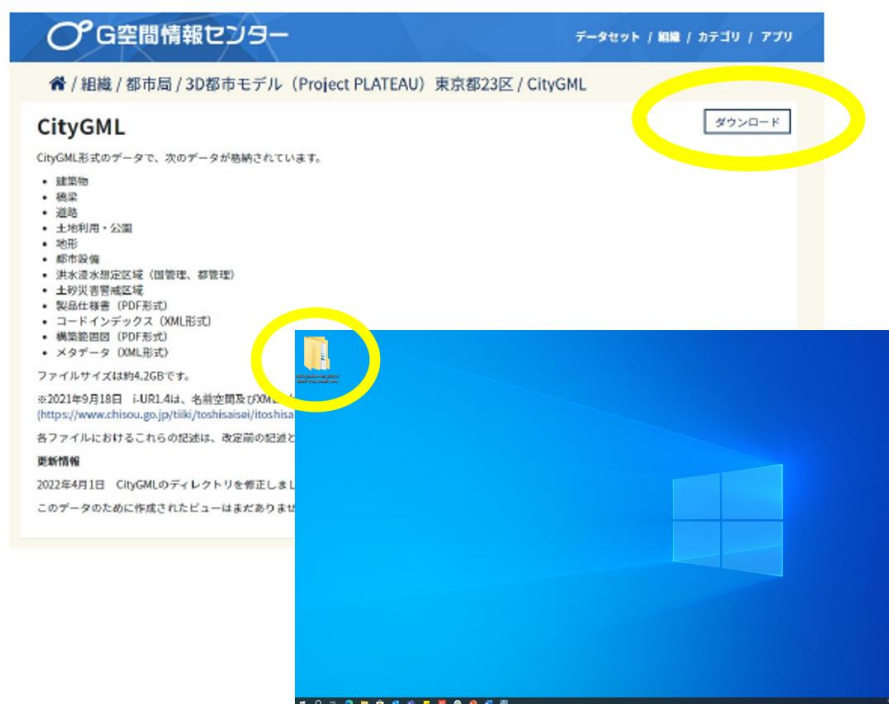 G空間情報センター
データセット / 組織 / カテゴリ / アプリ
/ 組織 / 都市局 / 3D都市モデル（Project PLATEAU）東京都23区 / CityGML
CityGML
ダウンロード
CityGML形式のデータで、次のデータが格納されています。
• 建築物
• 橋梁
• 道路
• 土地利用・公園
• 地形
• 都市設備
• 洪水浸水想定区域（国管理、都管理）
• 土砂災害警戒区域
• 製品仕様書（PDF形式）
• コードインデックス（XML形式）
• 構築範囲図（PDF形式）
• メタデータ（XML形式）
ファイルサイズは約4.2GBです。
※2021年9月18日 i-UR1.4は、名前空間及びXML
(https://www.chisou.go.jp/tiiki/toshisaisei/itoshisa
各ファイルにおけるこれらの記述は、改定前の記述と
更新情報
2022年4月1日 CityGMLのディレクトリを修正しまし
このデータのために作成されたビューはまだありませ